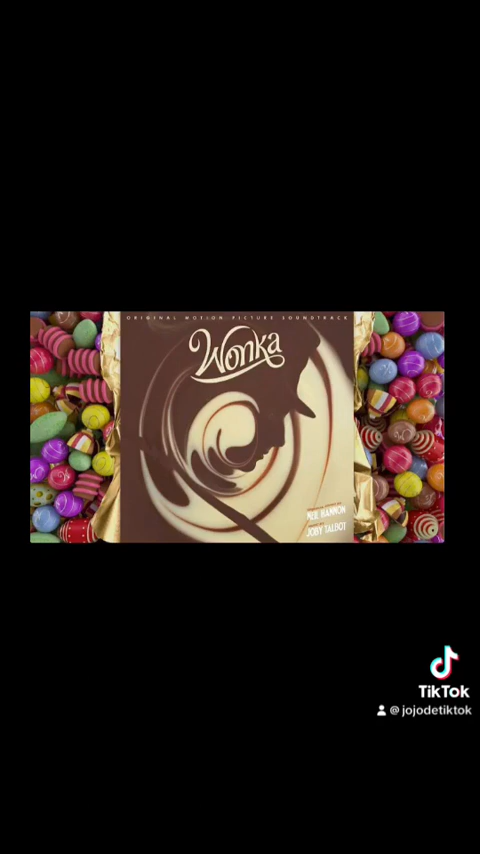 ORIGINAL MOTION PICTURE SOUNDTRACK
Wonka
NEIL HANNON
JOBY TALBOT
TikTok
@ jojodetiktok